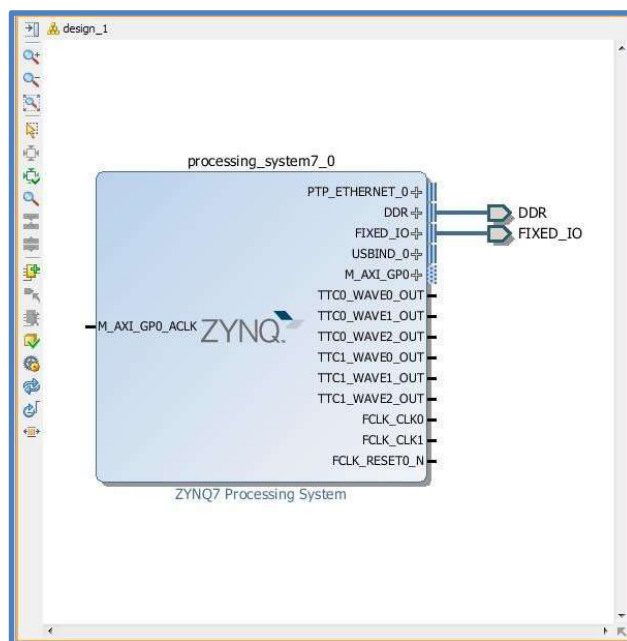 design_1
processing_system7_0
PTP_ETHERNET_0
DDR
FIXED_IO
USBIND_0
M_AXI_GP0
TTC0_WAVE0_OUT
TTC0_WAVE1_OUT
TTC0_WAVE2_OUT
TTC1_WAVE0_OUT
TTC1_WAVE1_OUT
TTC1_WAVE2_OUT
FCLK_CLK0
FCLK_CLK1
FCLK_RESET0_N
M_AXI_GP0_ACLK
ZYNQ
DDR
FIXED_IO
ZYNQ7 Processing System